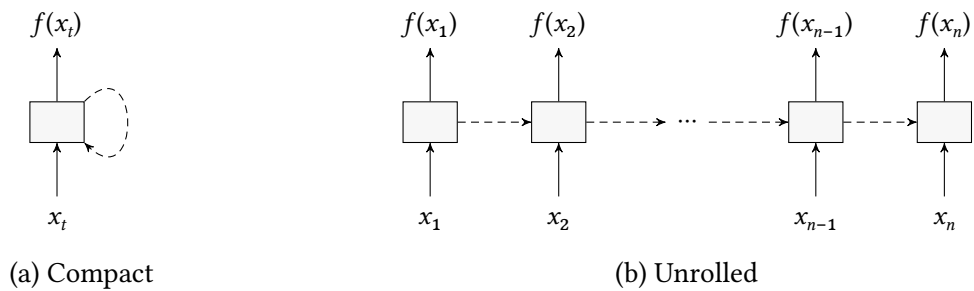 f(x_t) f(x_1) f(x_2) f(x_{n−1}) f(x_n)
···
x_t x_1 x_2 x_{n−1} x_n
(a) Compact (b) Unrolled